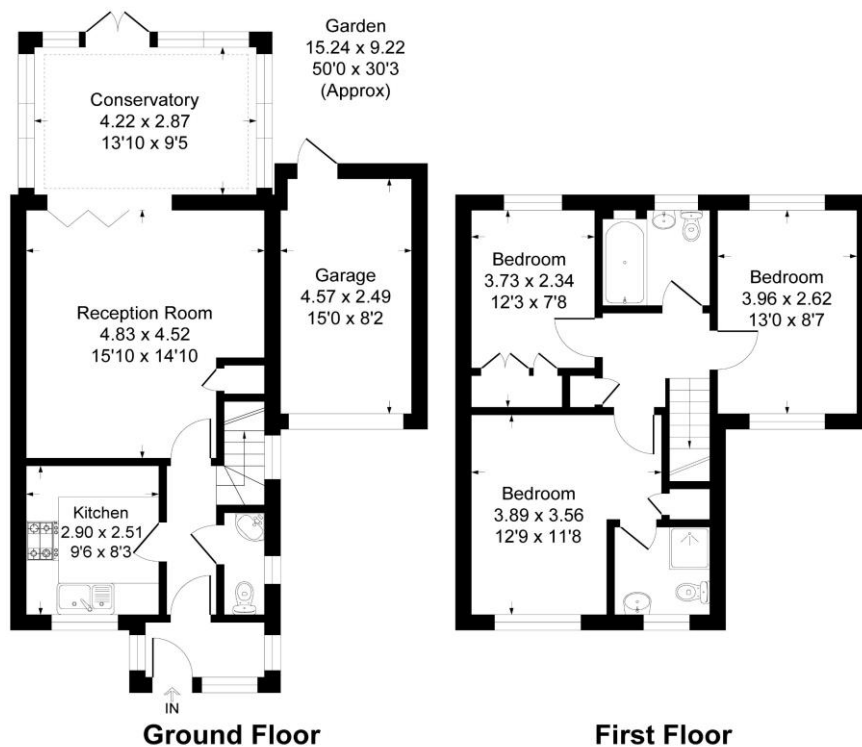 Garden
15.24 x 9.22
50'0 x 30'3
(Approx)
Conservatory
4.22 x 2.87
13'10 x 9'5
Garage
4.57 x 2.49
15'0 x 8'2
Reception Room
4.83 x 4.52
15'10 x 14'10
Kitchen
2.90 x 2.51
9'6 x 8'3
IN
Ground Floor
Bedroom
3.73 x 2.34
12'3 x 7'8
Bedroom
3.96 x 2.62
13'0 x 8'7
Bedroom
3.89 x 3.56
12'9 x 11'8
First Floor